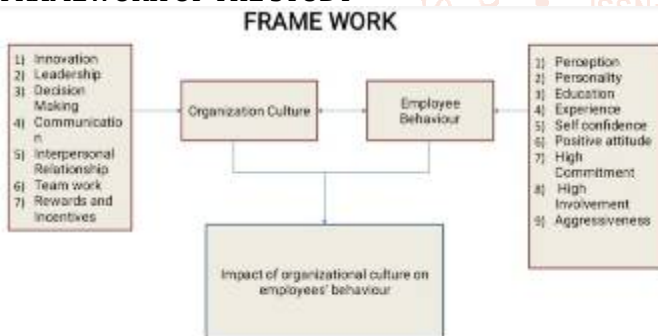 FRAME WORK
1) Innovation
2) Leadership
3) Decision
Making
4) Communicatio
n
5) Interpersonal
Relationship
6) Team work
7) Rewards and
Incentives
Organization Culture
Employee
Behaviour
1) Perception
2) Personality
3) Education
4) Experience
5) Self confidence
6) Positive attitude
7) High
Commitment
8) High
Involvement
9) Aggressiveness
Impact of organizational culture on
employees' behaviour